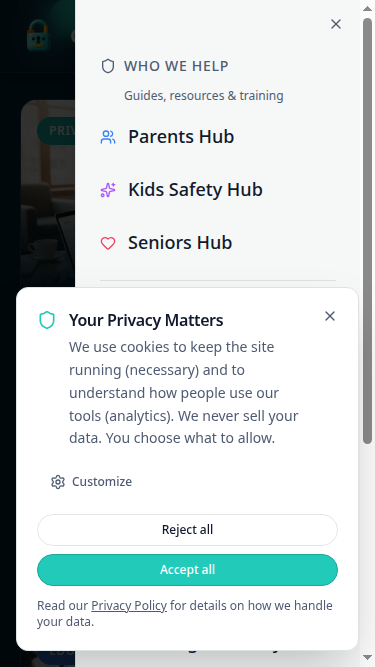 WHO WE HELP
Guides, resources & training
Parents Hub
Kids Safety Hub
Seniors Hub
Your Privacy Matters
We use cookies to keep the site
running (necessary) and to
understand how people use our
tools (analytics). We never sell your
data. You choose what to allow.
Customize
Reject all
Accept all
Read our Privacy Policy for details on how we handle
your data.